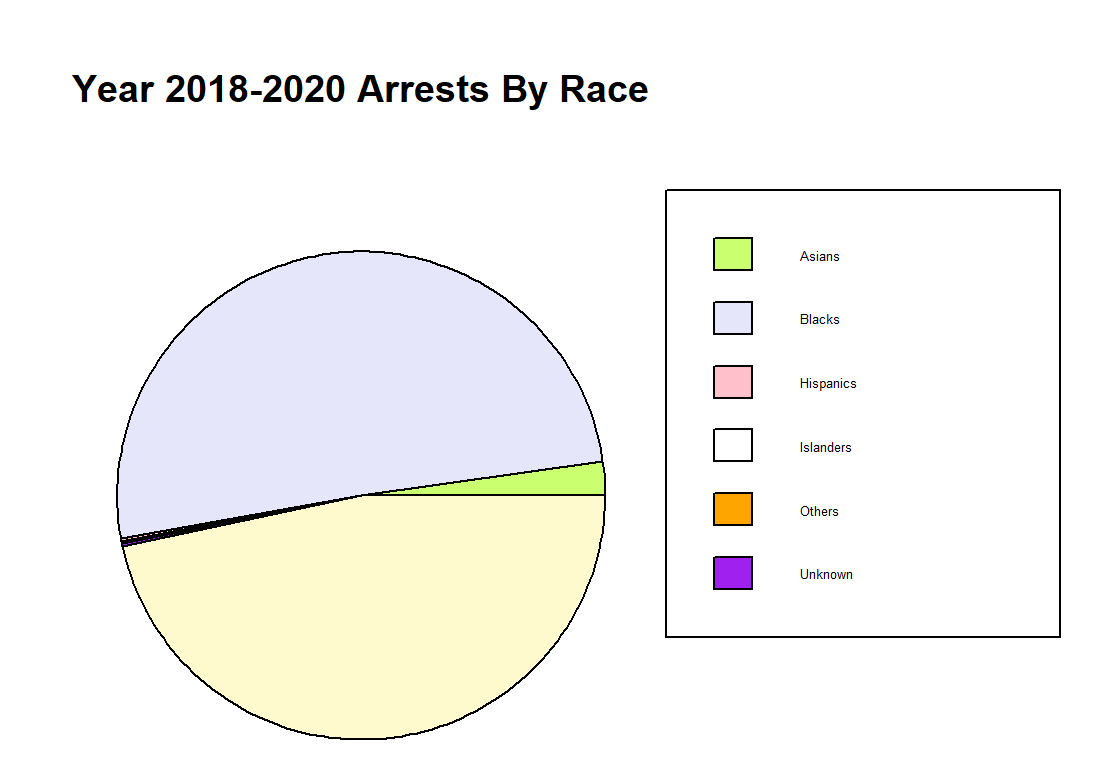 Year 2018-2020 Arrests By Race
Asians
Blacks
Hispanics
Islanders
Others
Unknown